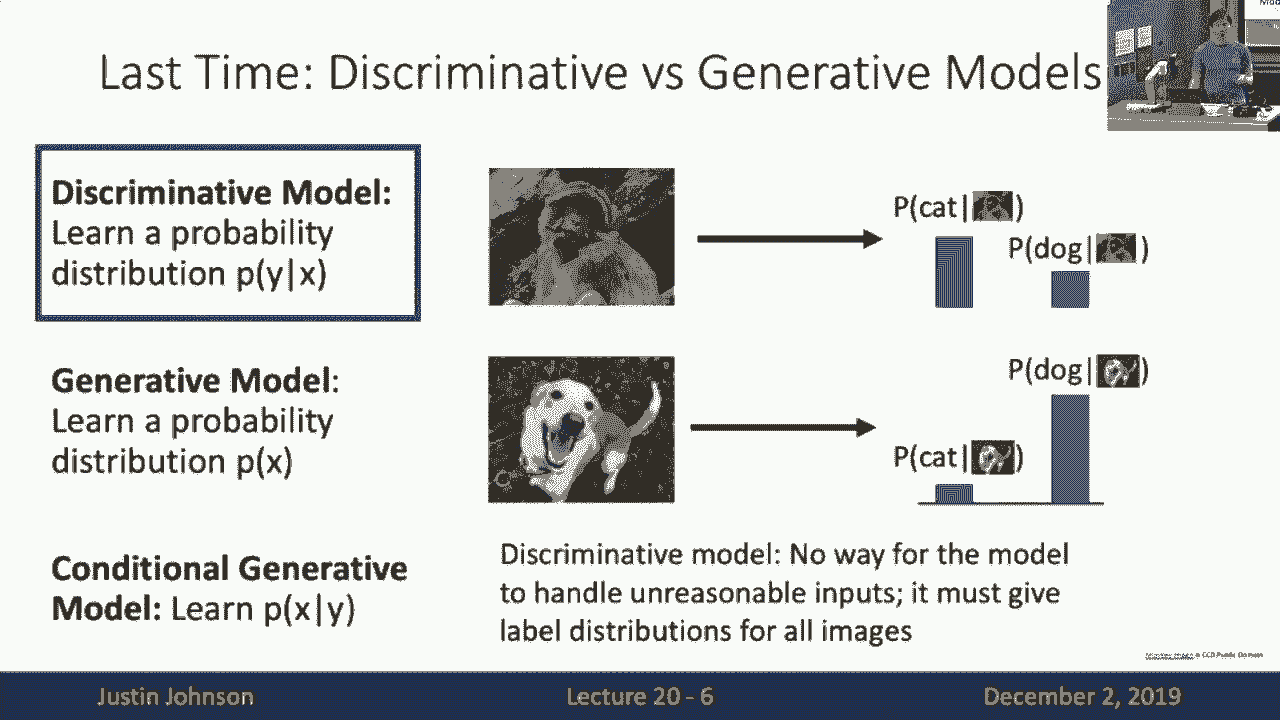 Last Time: Discriminative vs Generative Models
Discriminative Model:
Learn a probability
distribution p(y|x)
P(cat| )
P(dog| )
Generative Model:
Learn a probability
distribution p(x)
P(dog| )
P(cat| )
Conditional Generative
Model: Learn p(x|y)
Discriminative model: No way for the model
to handle unreasonable inputs; it must give
label distributions for all images
Justin Johnson
Lecture 20 - 6
December 2, 2019